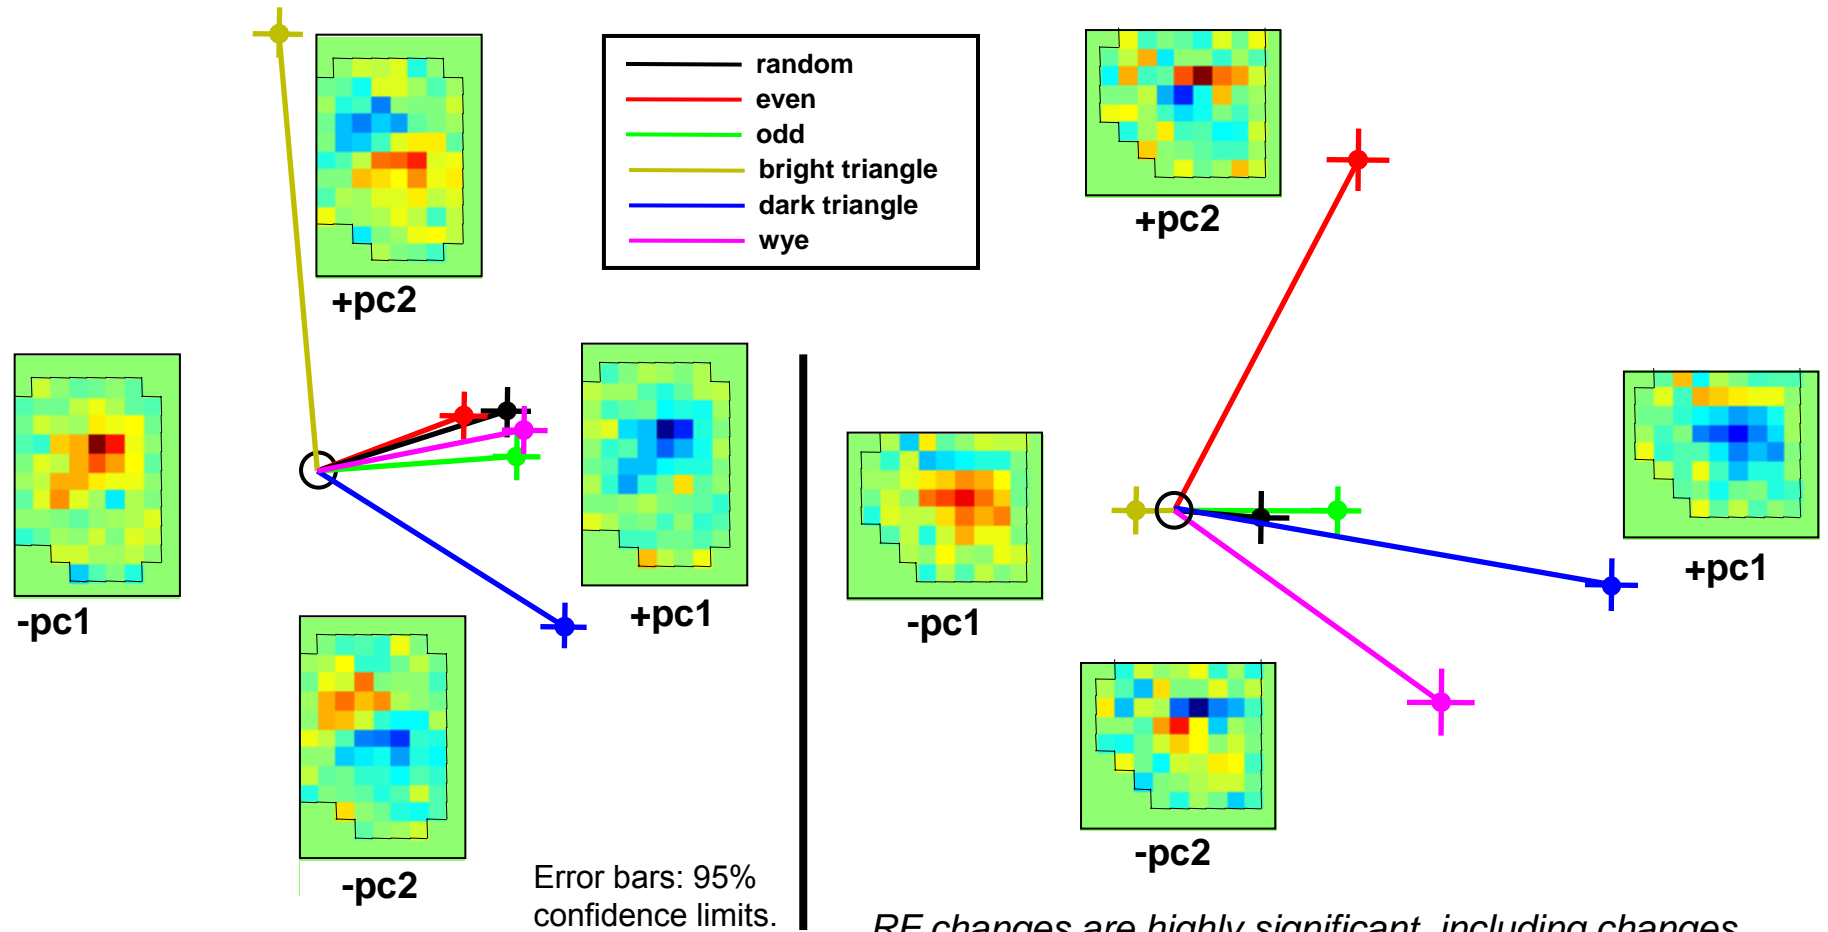 random
even
odd
bright triangle
dark triangle
wye
+pc2
-pc1
+pc1
-pc2
Error bars: 95%
confidence limits.
+pc2
-pc1
+pc1
-pc2
RF changes are highly significant, including changes